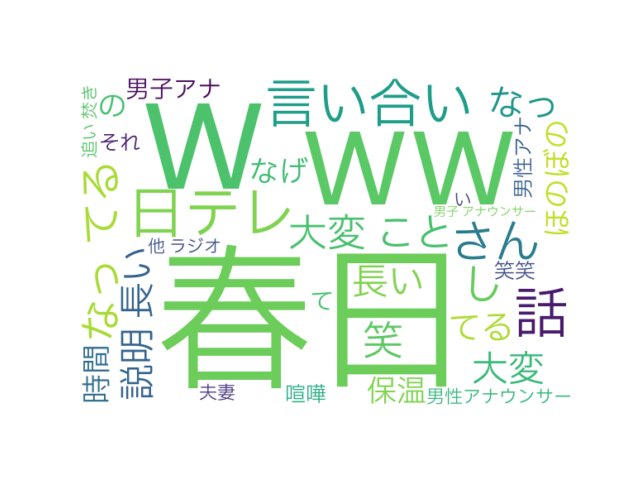 追い焚き
の
男子アナ
それ
w
ww
言い合い
なっ
なげ
てる
日テレ
大変
こと
さん
い
男子 アナウンサー
男性アナ
ほのぼの
他 ラジオ
長い
春日
て
長い
笑
し
笑笑
話
なっ
説明
時間
てる
大変
夫妻
喧嘩
保温
男性アナウンサー